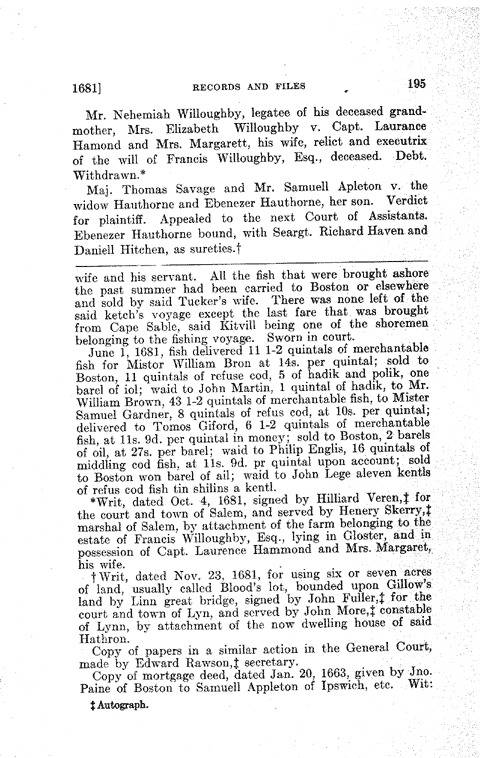 1681] RECORDS AND FILES 195
Mr. Nehemiah Willoughby, legatee of his deceased grand-
mother, Mrs. Elizabeth Willoughby v. Capt. Laurance
Hamond and Mrs. Margarett, his wife, relict and executrix
of the will of Francis Willoughby, Esq., deceased. Debt.
Withdrawn.*
Maj. Thomas Savage and Mr. Samuell Apleton v. the
widow Hauthorne and Ebenezer Hauthorne, her son. Verdict
for plaintiff. Appealed to the next Court of Assistants.
Ebenezer Hauthorne bound, with Seargt. Richard Haven and
Daniell Hitchen, as sureties.†
wife and his servant. All the fish that were brought ashore
the past summer had been carried to Boston or elsewhere
and sold by said Tucker's wife. There was none left of the
said ketch's voyage except the last fare that was brought
from Cape Sable, said Kitvill being one of the shoremen
belonging to the fishing voyage. Sworn in court.
June 1, 1681, fish delivered 11 1-2 quintals of merchantable
fish for Mistor William Bron at 14s. per quintal; sold to
Boston, 11 quintals of refuse cod, 5 of hadik and polik, one
barel of iol; waid to John Martin, 1 quintal of hadik, to Mr.
William Brown, 43 1-2 quintals of merchantable fish, to Mister
Samuel Gardner, 8 quintals of refus cod, at 10s. per quintal;
delivered to Tomos Giford, 6 1-2 quintals of merchantable
fish, at 11s. 9d. per quintal in money; sold to Boston, 2 barels
of oil, at 27s. per barel; waid to Philip Englis, 16 quintals of
middling cod fish, at 11s. 9d. pr quintal upon account; sold
to Boston won barel of ail; waid to John Lege aleven kentls
of refus cod fish tin shilins a kentl.
*Writ, dated Oct. 4, 1681, signed by Hilliard Veren,‡ for
the court and town of Salem, and served by Henery Skerry,‡
marshal of Salem, by attachment of the farm belonging to the
estate of Francis Willoughby, Esq., lying in Gloster, and in
possession of Capt. Laurence Hammond and Mrs. Margaret,
his wife.
†Writ, dated Nov. 23, 1681, for using six or seven acres
of land, usually called Blood's lot, bounded upon Gillow's
land by Linn great bridge, signed by John Fuller,‡ for the
court and town of Lyn, and served by John More,‡ constable
of Lynn, by attachment of the now dwelling house of said
Hathron.
Copy of papers in a similar action in the General Court,
made by Edward Rawson,‡ secretary.
Copy of mortgage deed, dated Jan. 20, 1663, given by Jno.
Paine of Boston to Samuell Appleton of Ipswich, etc. Wit:
‡Autograph.